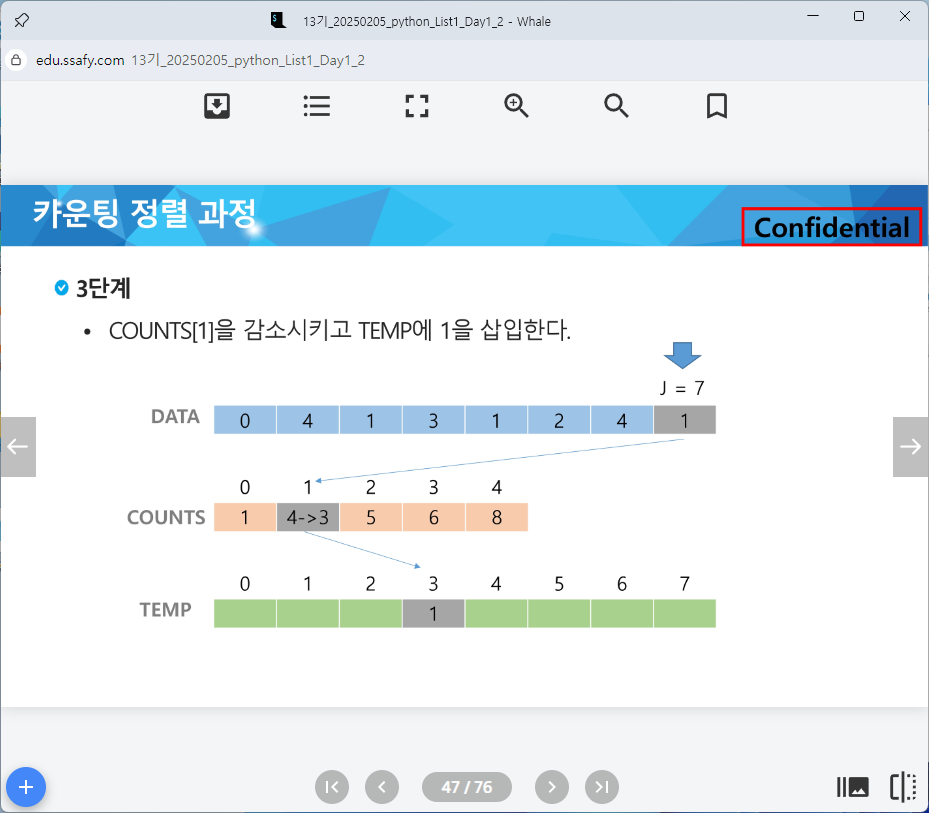 13기_20250205_python_List1_Day1_2 - Whale
edu.ssafy.com 13기_20250205_python_List1_Day1_2
카운팅 정렬 과정
Confidential
3단계
• COUNTS[1]을 감소시키고 TEMP에 1을 삽입한다.
J = 7
DATA 0 4 1 3 1 2 4 1
0 1 2 3 4
COUNTS 1 4->3 5 6 8
0 1 2 3 4 5 6 7
TEMP 1
47 / 76